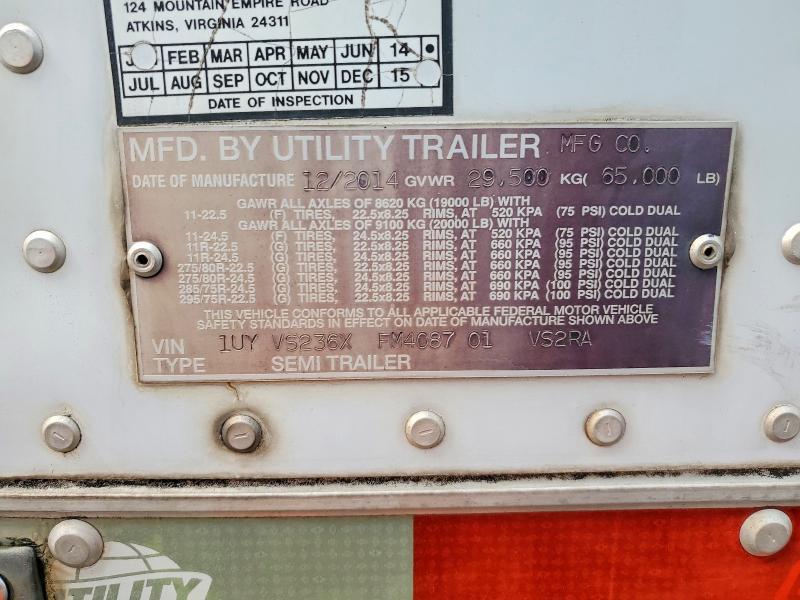 124 MOUNTAIN EMPIRE ROAD
ATKINS, VIRGINIA 24311
FEB MAR APR MAY JUN 14
JUL AUG SEP OCT NOV DEC 15
DATE OF INSPECTION
MFD. BY UTILITY TRAILER MFG CO.
DATE OF MANUFACTURE 12/2014 GVWR 29,500 KG( 65,000 LB)
GAWR ALL AXLES OF 8620 KG (19000 LB) WITH
11-22.5 (F) TIRES, 22.5x8.25 RIMS, AT 520 KPA (75 PSI) COLD DUAL
GAWR ALL AXLES OF 9100 KG (20000 LB) WITH
11-24.5 (F) TIRES, 24.5x8.25 RIMS, AT 520 KPA (75 PSI) COLD DUAL
11R-22.5 (G) TIRES, 22.5x8.25 RIMS, AT 660 KPA (95 PSI) COLD DUAL
11R-24.5 (G) TIRES, 24.5x8.25 RIMS, AT 660 KPA (95 PSI) COLD DUAL
275/80R-22.5 (G) TIRES, 22.5x8.25 RIMS, AT 660 KPA (95 PSI) COLD DUAL
275/80R-24.5 (G) TIRES, 24.5x8.25 RIMS, AT 660 KPA (95 PSI) COLD DUAL
285/75R-24.5 (G) TIRES, 24.5x8.25 RIMS, AT 690 KPA (100 PSI) COLD DUAL
295/75R-22.5 (G) TIRES, 22.5x8.25 RIMS, AT 690 KPA (100 PSI) COLD DUAL
THIS VEHICLE CONFORMS TO ALL APPLICABLE FEDERAL MOTOR VEHICLE
SAFETY STANDARDS IN EFFECT ON DATE OF MANUFACTURE SHOWN ABOVE
VIN 1UY VS236X FM4687 01 VS2RA
TYPE SEMI TRAILER
UTILITY